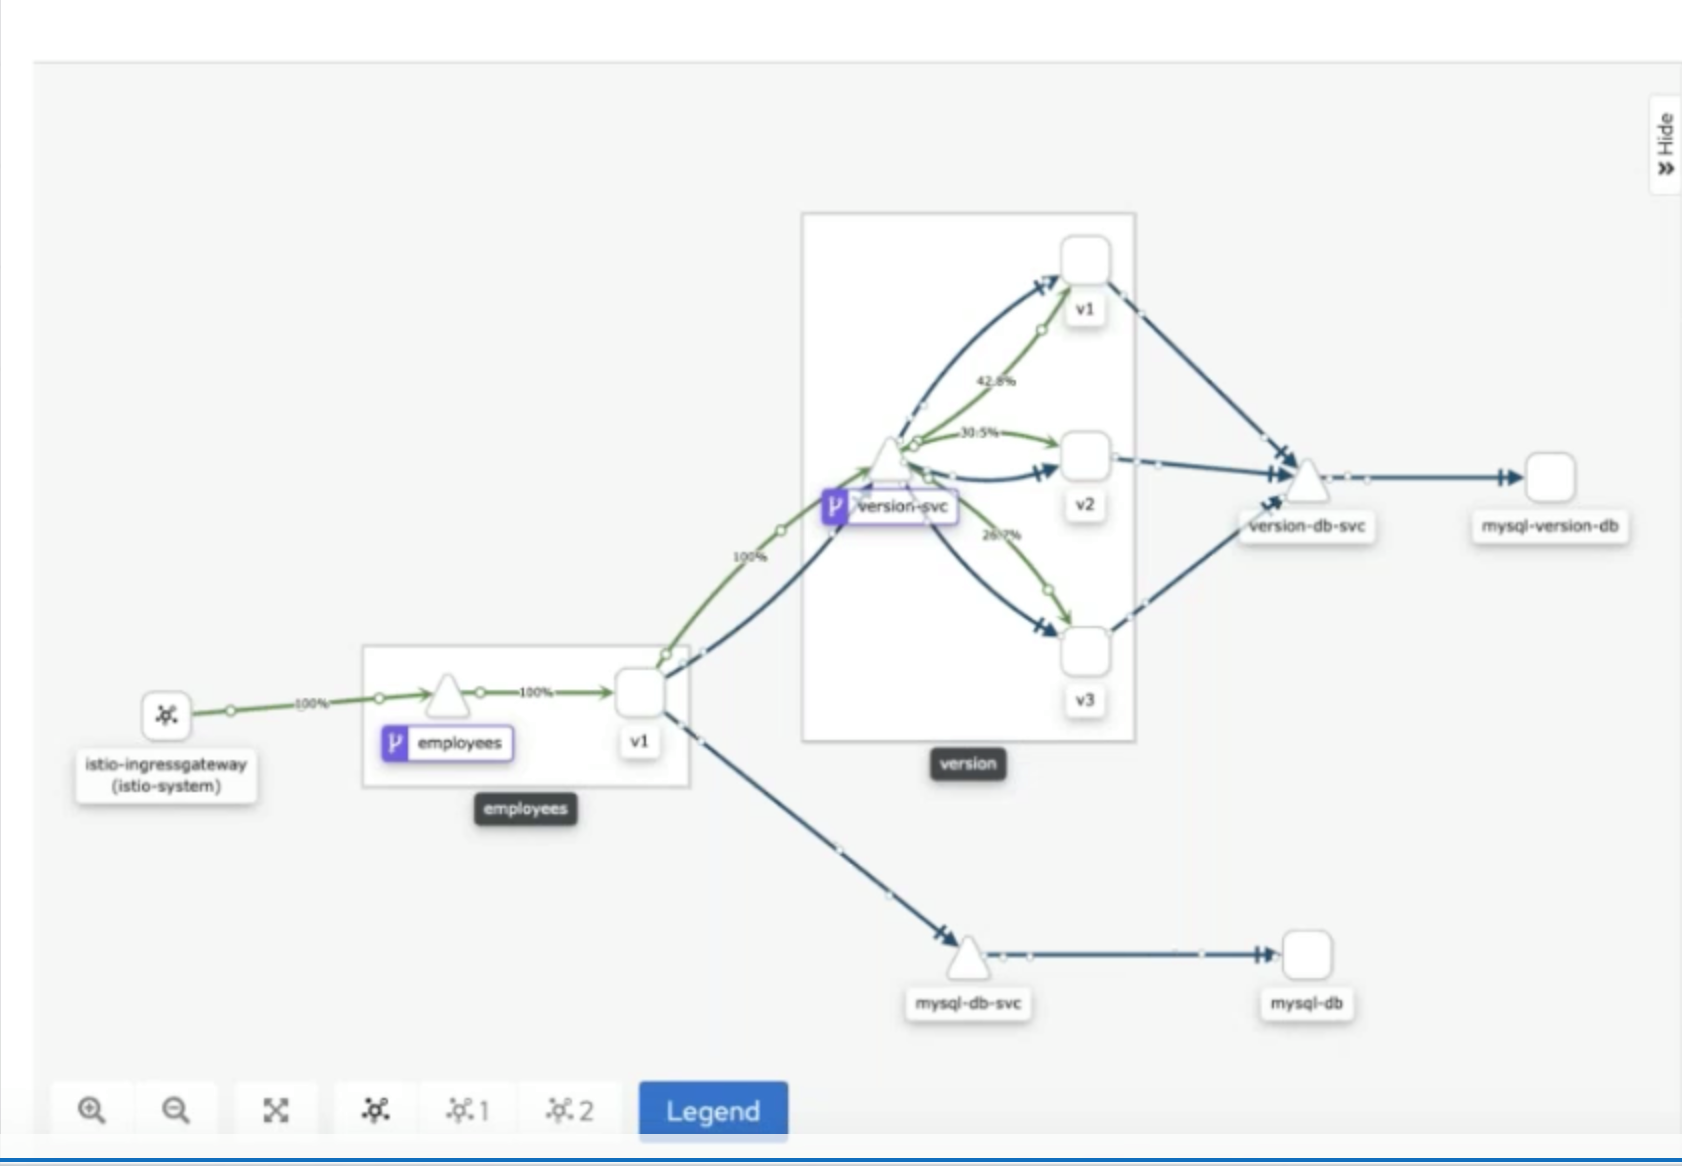 Hide
v1
42.8%
30.5%
v2
version-svc
26.7%
version-db-svc
mysql-version-db
100%
v3
100%
100%
employees
v1
version
istio-ingressgateway
(istio-system)
employees
mysql-db-svc
mysql-db
1
2
Legend